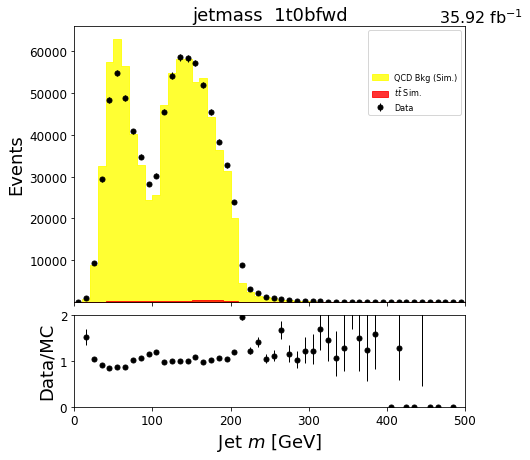 jetmass 1t0bfwd
35.92 fb⁻¹
60000
50000
40000
30000
20000
10000
Events
QCD Bkg (Sim.)
tt̄ Sim.
Data
2
1
0
Data/MC
0 100 200 300 400 500
Jet m [GeV]